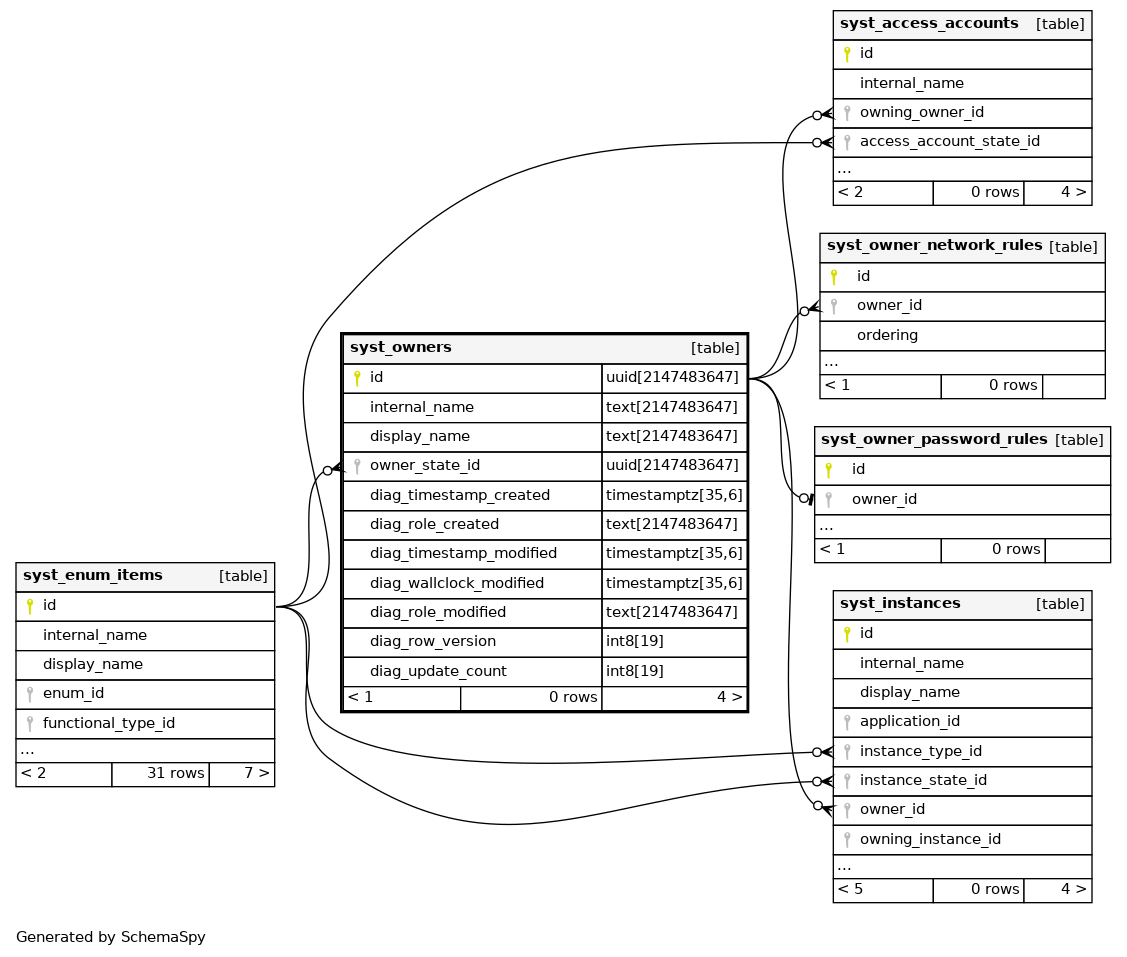 syst_access_accounts [table]
id
internal_name
owning_owner_id
access_account_state_id
...
< 2 0 rows 4 >
syst_owner_network_rules [table]
id
owner_id
ordering
...
< 1 0 rows
syst_owners [table]
id uuid[2147483647]
internal_name text[2147483647]
display_name text[2147483647]
owner_state_id uuid[2147483647]
diag_timestamp_created timestamptz[35,6]
diag_role_created text[2147483647]
diag_timestamp_modified timestamptz[35,6]
diag_wallclock_modified timestamptz[35,6]
diag_role_modified text[2147483647]
diag_row_version int8[19]
diag_update_count int8[19]
< 1 0 rows 4 >
syst_owner_password_rules [table]
id
owner_id
...
< 1 0 rows
syst_enum_items [table]
id
internal_name
display_name
enum_id
functional_type_id
...
< 2 31 rows 7 >
syst_instances [table]
id
internal_name
display_name
application_id
instance_type_id
instance_state_id
owner_id
owning_instance_id
...
< 5 0 rows 4 >
Generated by SchemaSpy